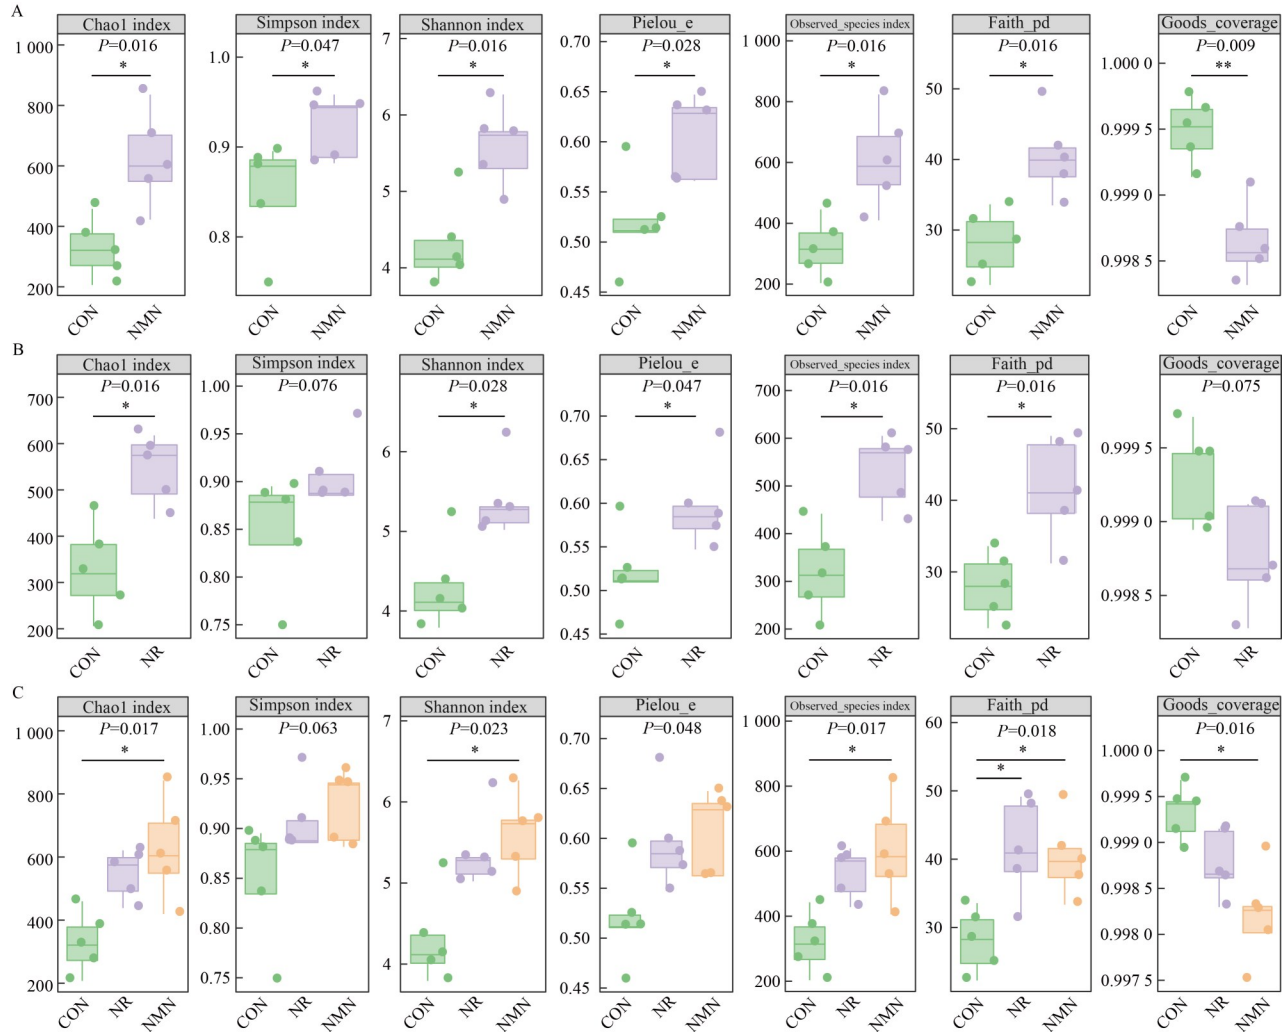 A
Chao1 index Simpson index Shannon index Pielou_e Observed_species index Faith_pd Goods_coverage
P=0.016 P=0.047 P=0.016 P=0.028 P=0.016 P=0.016 P=0.009
* * * * * * **
1 000 1.0 7 0.70 1 000 50 1.000 0
800 0.9 6 0.65 800 40 0.999 5
600 0.8 5 0.60 600 30 0.999 0
400 4 0.55 400 0.998 5
200 0.50 200
0.45
CON NMN CON NMN CON NMN CON NMN CON NMN CON NMN CON NMN
B
Chao1 index Simpson index Shannon index Pielou_e Observed_species index Faith_pd Goods_coverage
P=0.016 P=0.076 P=0.028 P=0.047 P=0.016 P=0.016 P=0.075
* * * * *
700 1.00 6 0.70 700 50 0.999 5
600 0.95 5 0.65 600 40 0.999 0
500 0.90 4 0.60 500 30 0.998 5
400 0.85 0.55 400
300 0.80 0.50 300
200 0.75 0.45 200
CON NR CON NR CON NR CON NR CON NR CON NR CON NR
C
Chao1 index Simpson index Shannon index Pielou_e Observed_species index Faith_pd Goods_coverage
P=0.017 P=0.063 P=0.023 P=0.048 P=0.017 P=0.018 P=0.016
* * * * * *
1 000 1.00 7 0.70 1 000 60 1.000 0
800 0.95 6 0.65 800 50 0.999 5
600 0.90 5 0.60 600 40 0.999 0
400 0.85 4 0.55 400 30 0.998 5
200 0.80 0.50 200 0.998 0
0.75 0.45 0.997 5
CON NR NMN CON NR NMN CON NR NMN CON NR NMN CON NR NMN CON NR NMN CON NR NMN